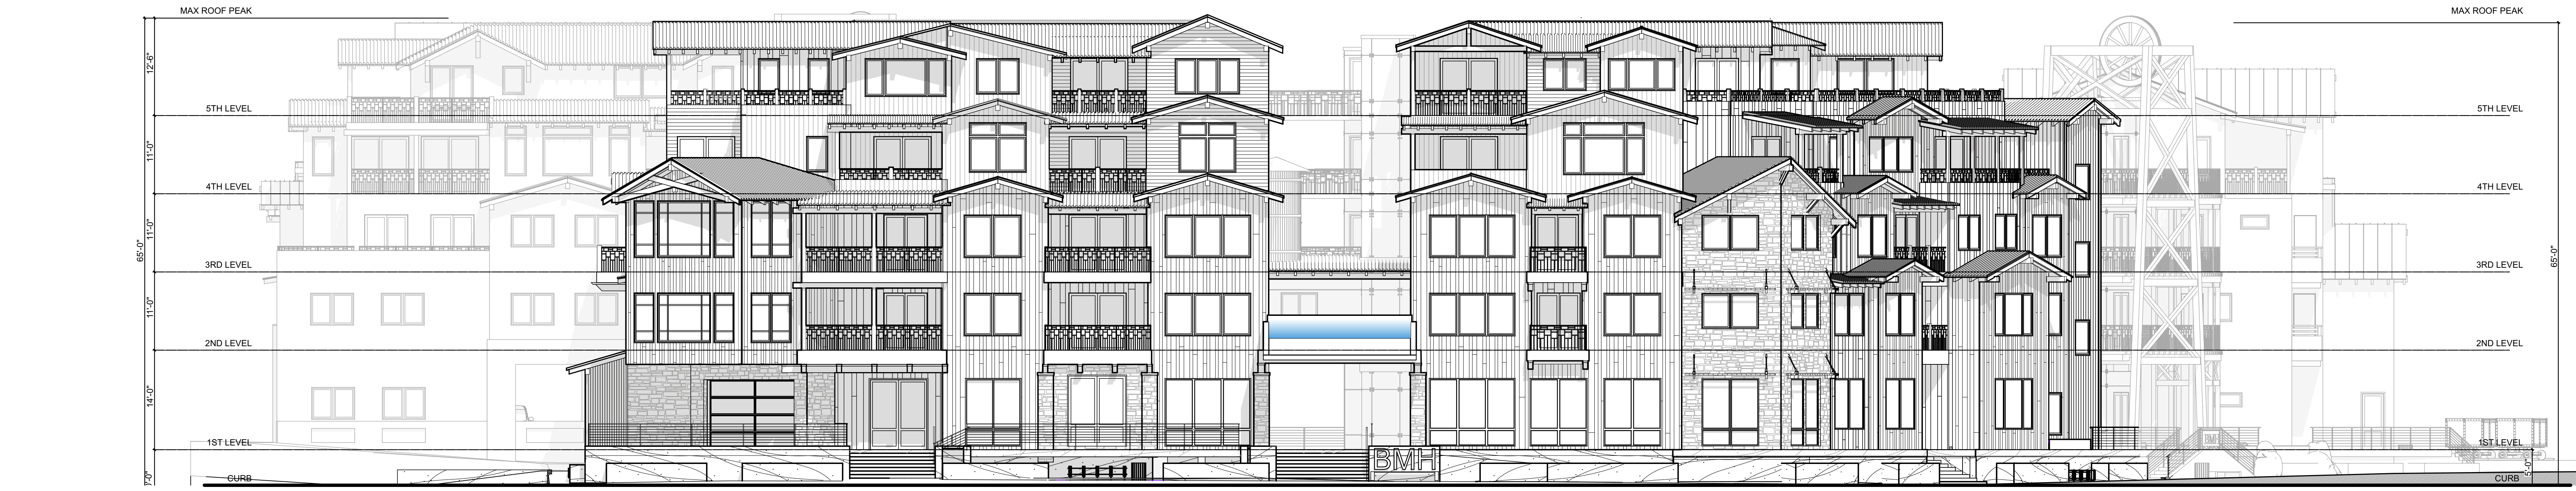 MAX ROOF PEAK
MAX ROOF PEAK
12'-6"
5TH LEVEL
5TH LEVEL
11'-0"
4TH LEVEL
4TH LEVEL
11'-0"
65'-0"
65'-0"
3RD LEVEL
3RD LEVEL
11'-0"
2ND LEVEL
2ND LEVEL
14'-0"
1ST LEVEL
1ST LEVEL
BMH
5'-0"
CURB
CURB